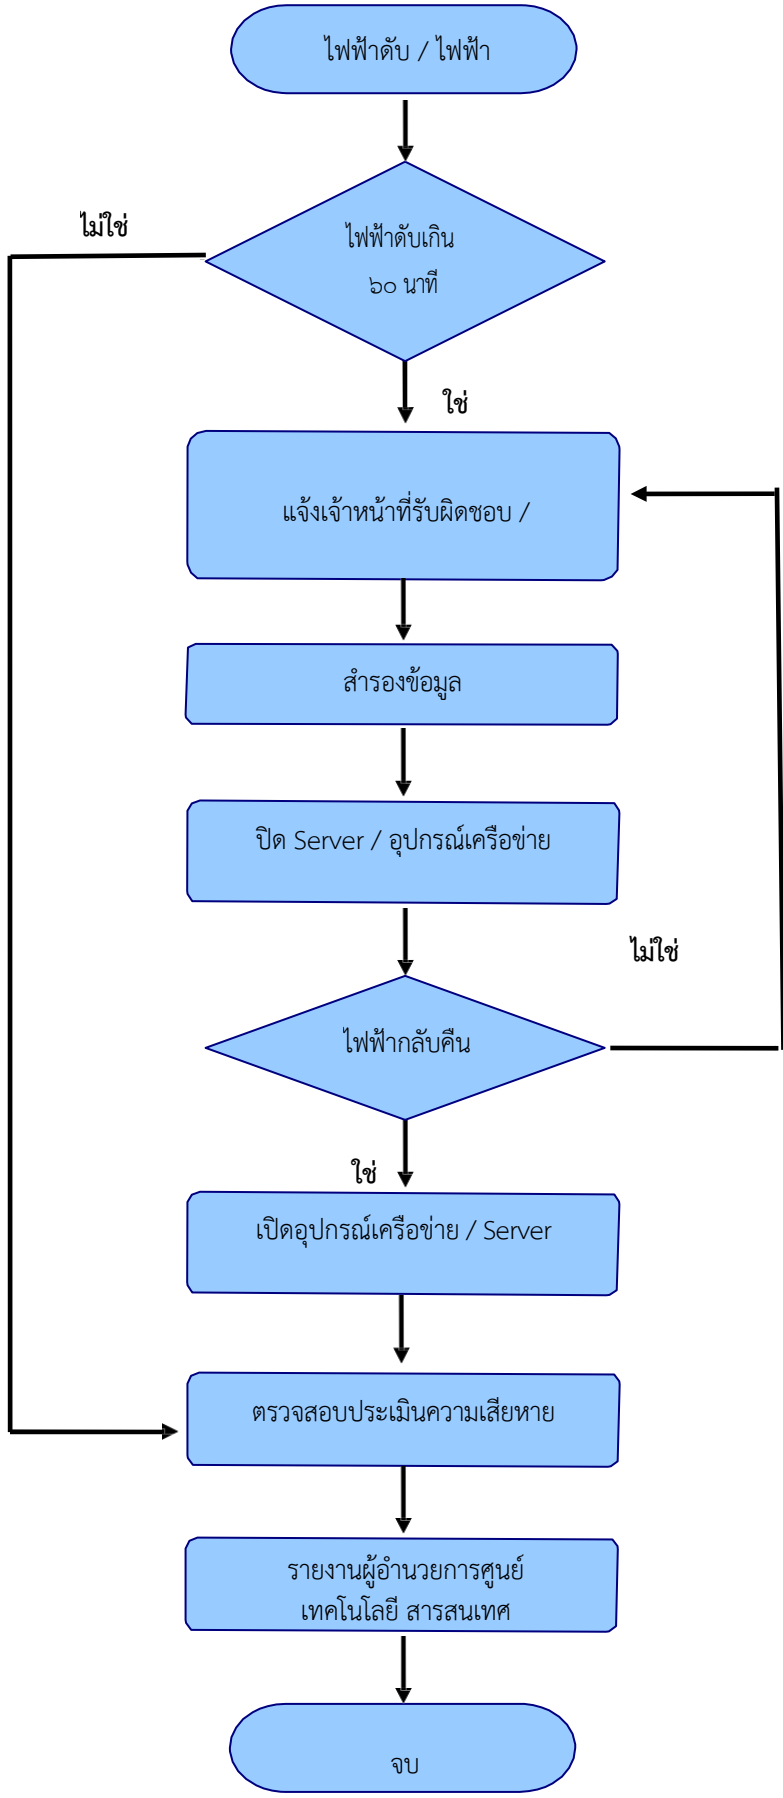 ไฟฟ้าดับ / ไฟฟ้า
ไม่ใช่
ไฟฟ้าดับเกิน
๖๐ นาที
ใช่
แจ้งเจ้าหน้าที่รับผิดชอบ /
สำรองข้อมูล
ปิด Server / อุปกรณ์เครือข่าย
ไม่ใช่
ไฟฟ้ากลับคืน
ใช่
เปิดอุปกรณ์เครือข่าย / Server
ตรวจสอบประเมินความเสียหาย
รายงานผู้อำนวยการศูนย์
เทคโนโลยี สารสนเทศ
จบ